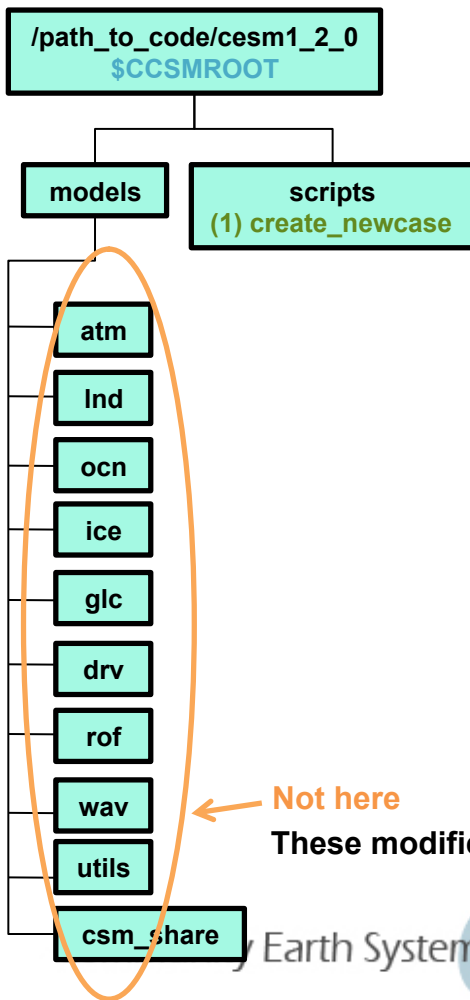 /path_to_code/cesm1_2_0
$CCSMROOT
models
scripts
(1) create_newcase
atm
lnd
ocn
ice
glc
drv
rof
wav
Not here
These modifie
utils
csm_share
y Earth System